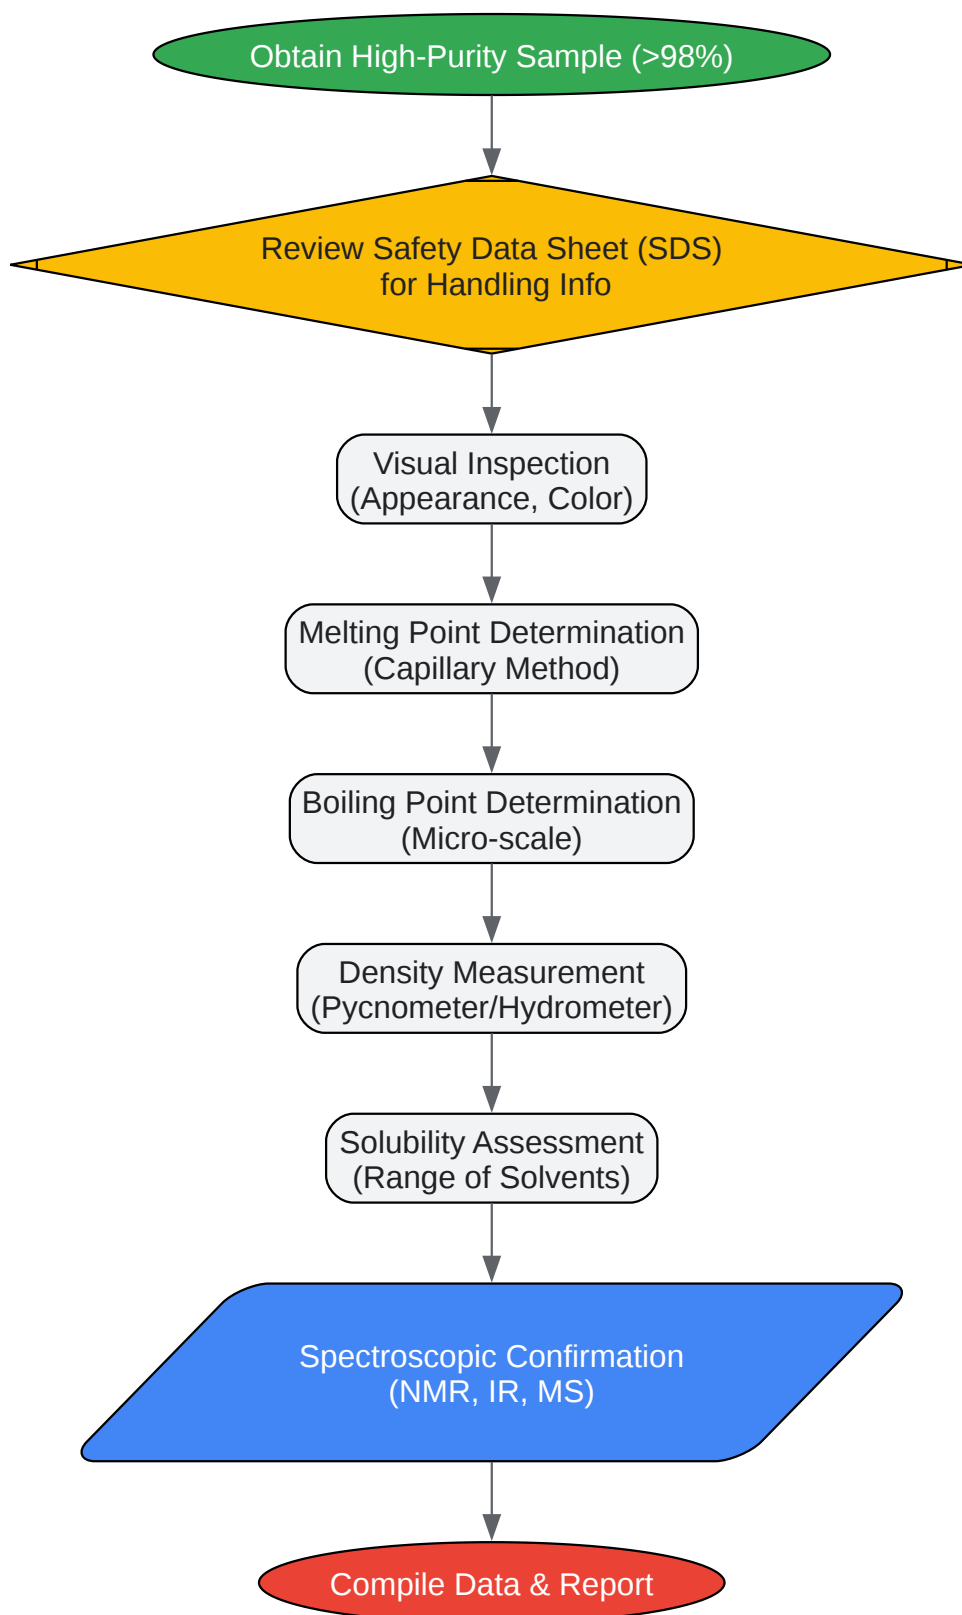 Obtain High-Purity Sample (>98%)
Review Safety Data Sheet (SDS)
for Handling Info
Visual Inspection
(Appearance, Color)
Melting Point Determination
(Capillary Method)
Boiling Point Determination
(Micro-scale)
Density Measurement
(Pycnometer/Hydrometer)
Solubility Assessment
(Range of Solvents)
Spectroscopic Confirmation
(NMR, IR, MS)
Compile Data & Report